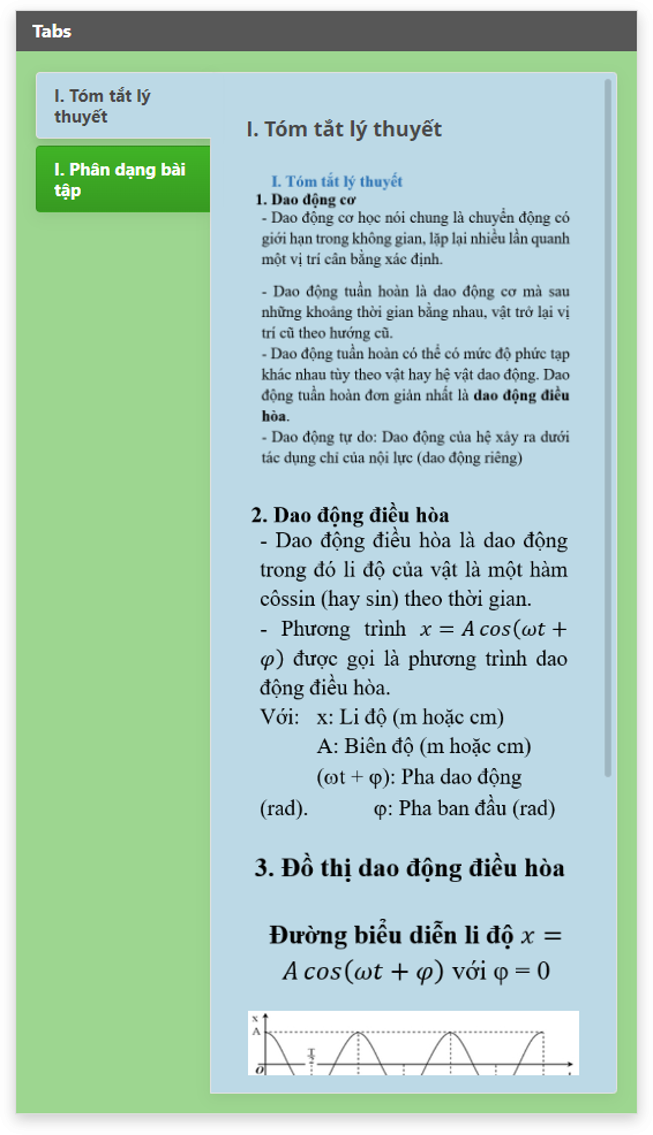 Tabs
I. Tóm tắt lý
thuyết
I. Phân dạng bài
tập
I. Tóm tắt lý thuyết
I. Tóm tắt lý thuyết
1. Dao động cơ
- Dao động cơ học nói chung là chuyển động có
giới hạn trong không gian, lặp lại nhiều lần quanh
một vị trí cân bằng xác định.
- Dao động tuần hoàn là dao động cơ mà sau
những khoảng thời gian bằng nhau, vật trở lại vị
trí cũ theo hướng cũ.
- Dao động tuần hoàn có thể có mức độ phức tạp
khác nhau tùy theo vật hay hệ vật dao động. Dao
động tuần hoàn đơn giản nhất là dao động điều
hòa.
- Dao động tự do: Dao động của hệ xảy ra dưới
tác dụng chỉ của nội lực (dao động riêng)
2. Dao động điều hòa
- Dao động điều hòa là dao động
trong đó li độ của vật là một hàm
côssin (hay sin) theo thời gian.
- Phương trình x = A cos(ωt +
φ) được gọi là phương trình dao
động điều hòa.
Với: x: Li độ (m hoặc cm)
A: Biên độ (m hoặc cm)
(ωt + φ): Pha dao động
(rad). φ: Pha ban đầu (rad)
3. Đồ thị dao động điều hòa
Đường biểu diễn li độ x =
A cos(ωt + φ) với φ = 0
x
A
O